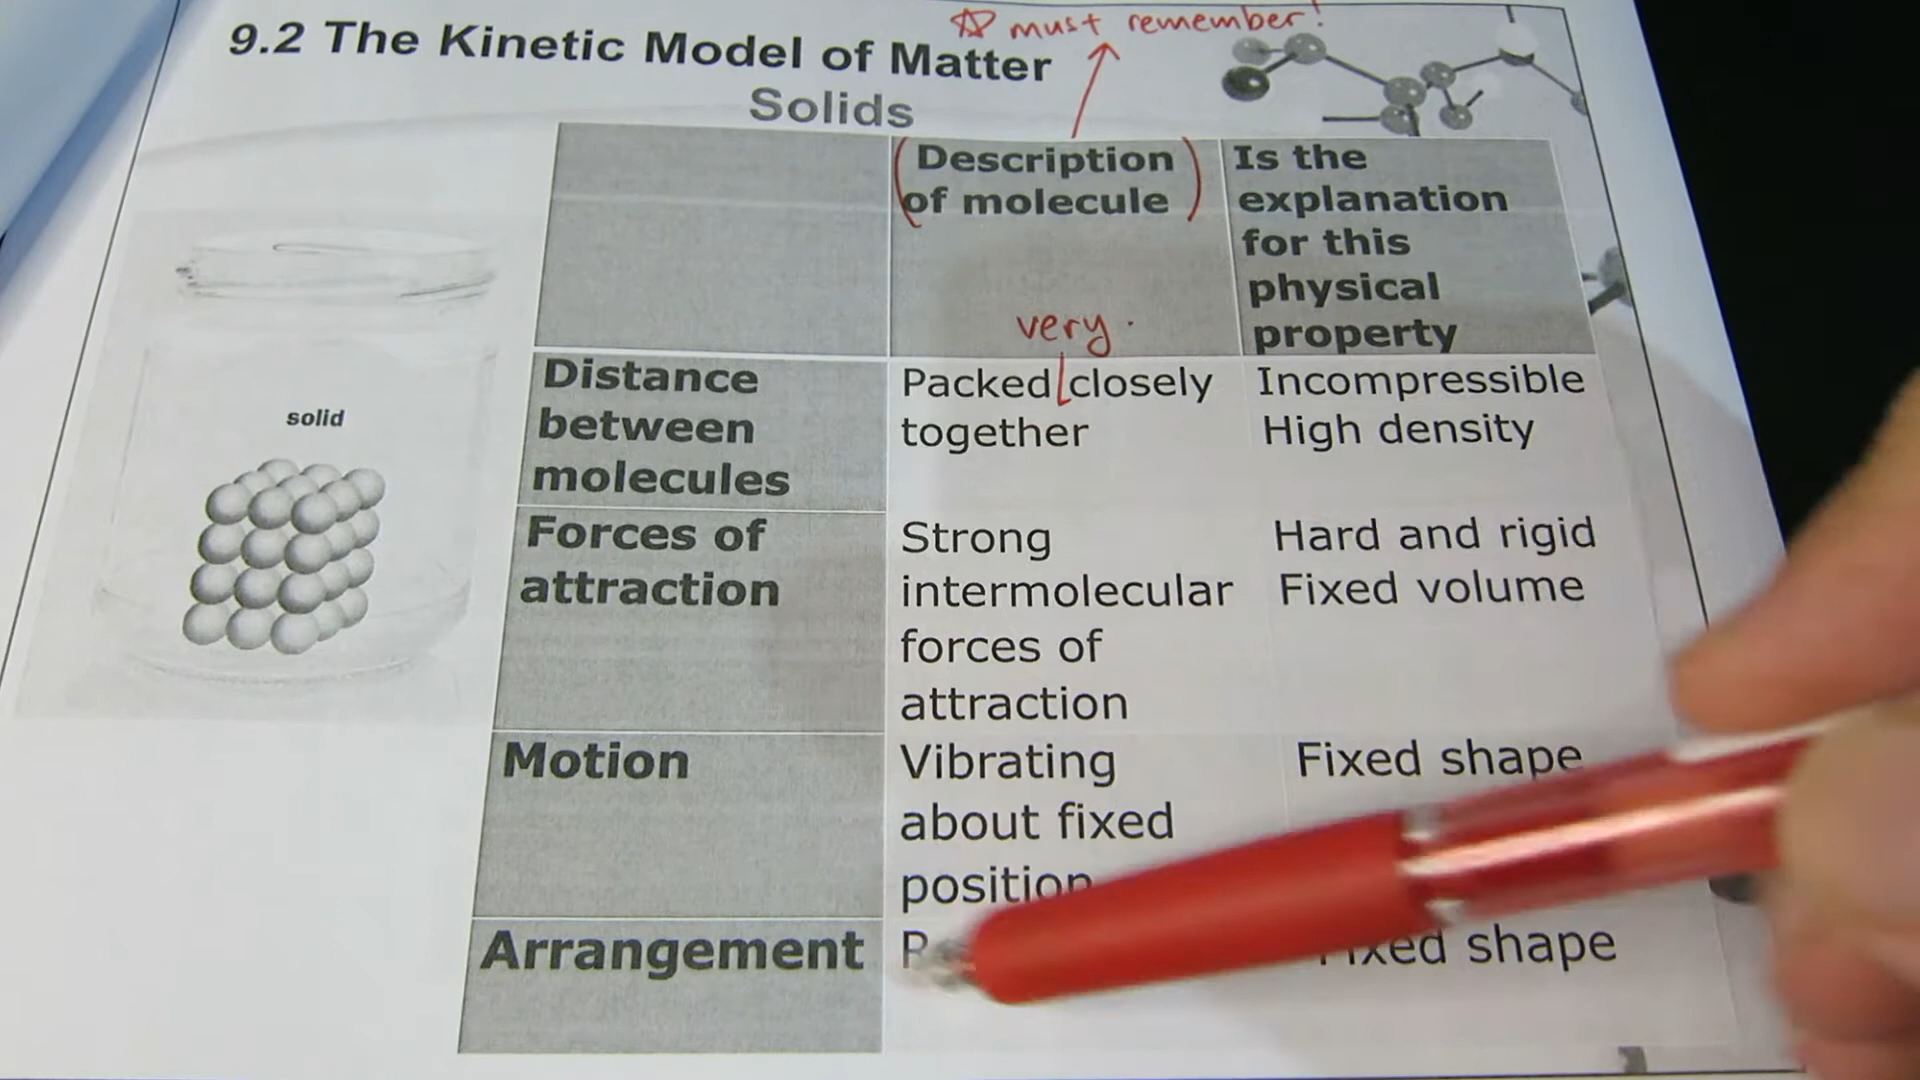 ☆ must remember!
9.2 The Kinetic Model of Matter
Solids
Description
of molecule
Is the
explanation
for this
physical
property
very
solid
Distance
between
molecules
Packed closely
together
Incompressible
High density
Forces of
attraction
Strong
intermolecular
forces of
attraction
Hard and rigid
Fixed volume
Motion
Vibrating
about fixed
position
Fixed shape
Arrangement
Fixed shape